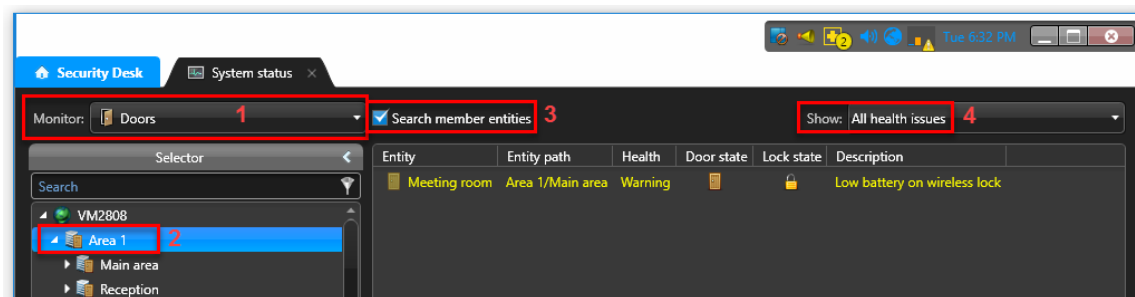 2
Tue 6:32 PM
Security Desk
System status
Monitor: Doors 1
Search member entities 3
Show: All health issues 4
Selector
Entity Entity path Health Door state Lock state Description
Search
Meeting room Area 1/Main area Warning Low battery on wireless lock
VM2808
Area 1 2
Main area
Reception